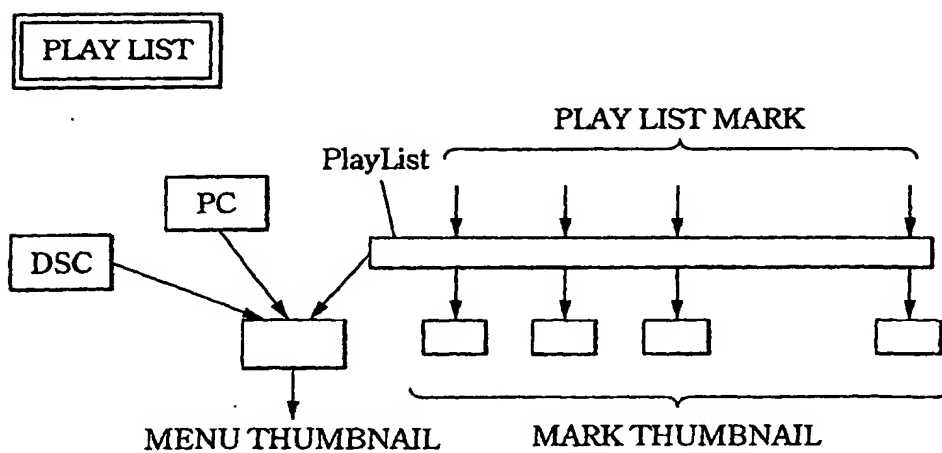 PLAY LIST
PLAY LIST MARK
PlayList
PC
DSC
MENU THUMBNAIL
MARK THUMBNAIL